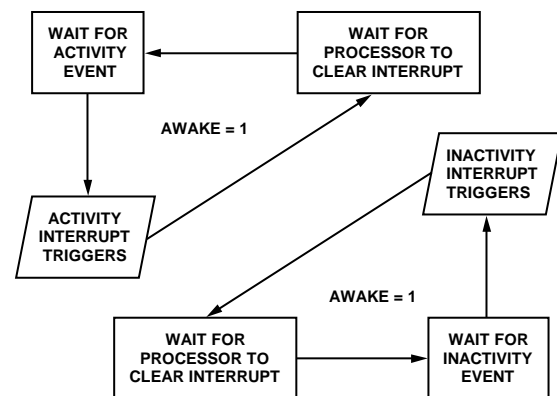 WAIT FOR
ACTIVITY
EVENT
WAIT FOR
PROCESSOR TO
CLEAR INTERRUPT
AWAKE = 1
INACTIVITY
INTERRUPT
TRIGGERS
ACTIVITY
INTERRUPT
TRIGGERS
AWAKE = 1
WAIT FOR
PROCESSOR TO
CLEAR INTERRUPT
WAIT FOR
INACTIVITY
EVENT